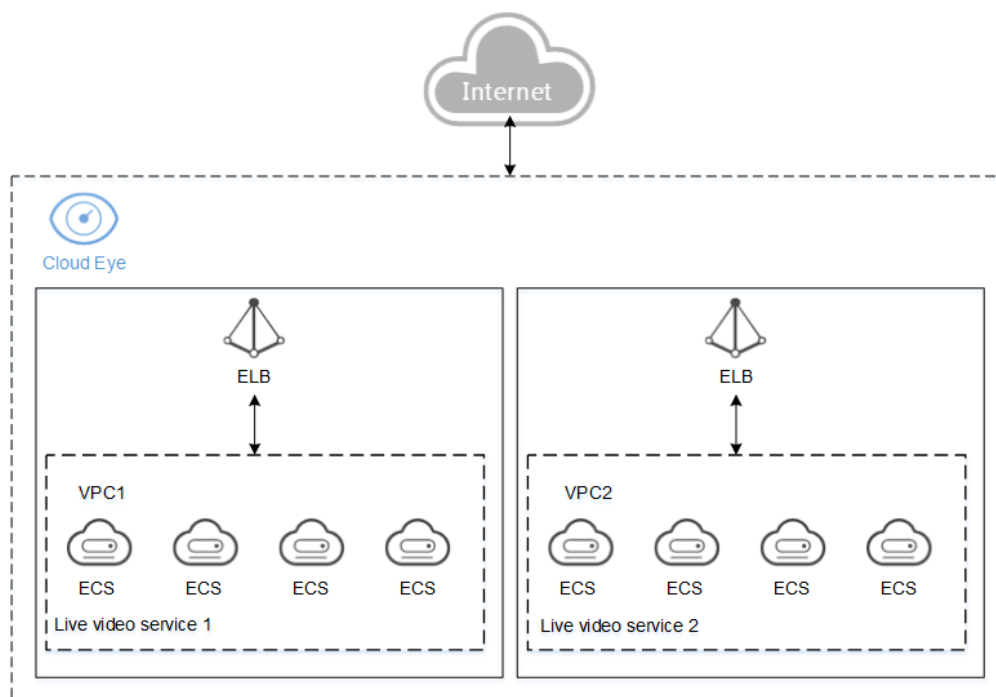 Internet
Cloud Eye
ELB
VPC1
ECS ECS ECS ECS
Live video service 1
ELB
VPC2
ECS ECS ECS ECS
Live video service 2